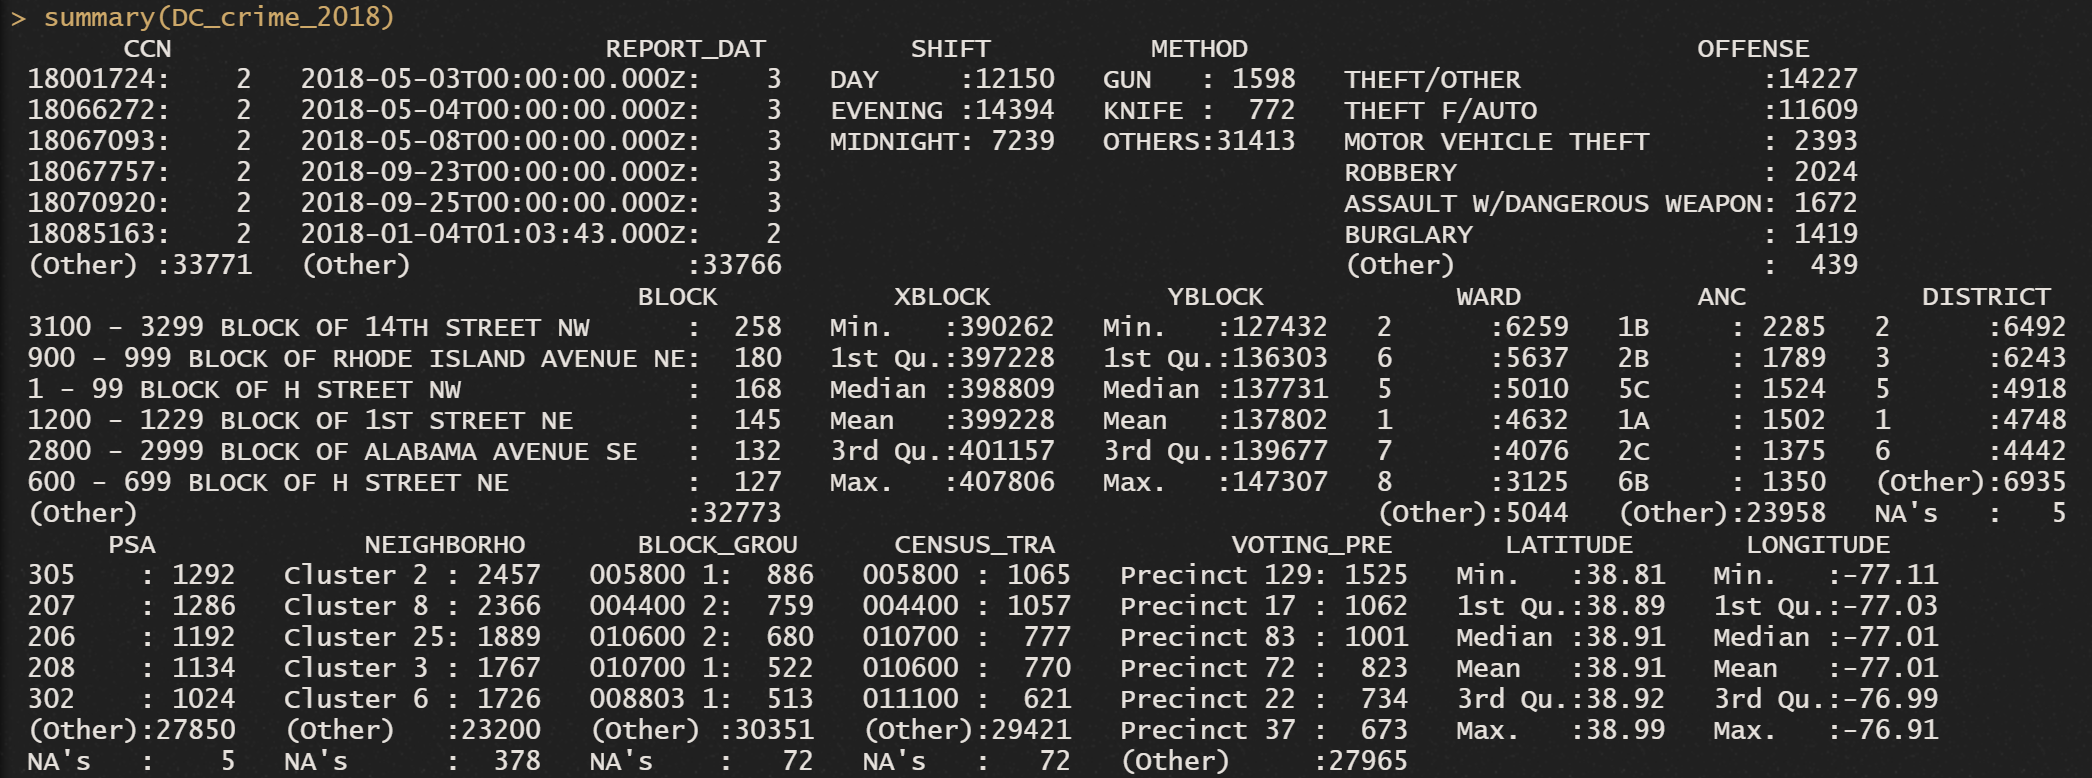 > summary(DC_crime_2018)
      CCN                           REPORT_DAT         SHIFT          METHOD                            OFFENSE
 18001724:    2   2018-05-03T00:00:00.000Z:    3   DAY     :12150   GUN   : 1598   THEFT/OTHER               :14227
 18066272:    2   2018-05-04T00:00:00.000Z:    3   EVENING :14394   KNIFE :  772   THEFT F/AUTO              :11609
 18067093:    2   2018-05-08T00:00:00.000Z:    3   MIDNIGHT: 7239   OTHERS:31413   MOTOR VEHICLE THEFT       : 2393
 18067757:    2   2018-09-23T00:00:00.000Z:    3                                   ROBBERY                   : 2024
 18070920:    2   2018-09-25T00:00:00.000Z:    3                                   ASSAULT W/DANGEROUS WEAPON: 1672
 18085163:    2   2018-01-04T01:03:43.000Z:    2                                   BURGLARY                  : 1419
 (Other) :33771   (Other)                 :33766                                   (Other)                   :  439
                                       BLOCK           XBLOCK           YBLOCK            WARD           ANC           DISTRICT
 3100 - 3299 BLOCK OF 14TH STREET NW      :  258   Min.   :390262   Min.   :127432   2      :6259   1B     : 2285   2      :6492
 900 - 999 BLOCK OF RHODE ISLAND AVENUE NE:  180   1st Qu.:397228   1st Qu.:136303   6      :5637   2B     : 1789   3      :6243
 1 - 99 BLOCK OF H STREET NW              :  168   Median :398809   Median :137731   5      :5010   5C     : 1524   5      :4918
 1200 - 1229 BLOCK OF 1ST STREET NE       :  145   Mean   :399228   Mean   :137802   1      :4632   1A     : 1502   1      :4748
 2800 - 2999 BLOCK OF ALABAMA AVENUE SE   :  132   3rd Qu.:401157   3rd Qu.:139677   7      :4076   2C     : 1375   6      :4442
 600 - 699 BLOCK OF H STREET NE           :  127   Max.   :407806   Max.   :147307   8      :3125   6B     : 1350   (Other):6935
 (Other)                                  :32773                                     (Other):5044   (Other):23958   NA's   :   5
      PSA             NEIGHBORHO       BLOCK_GROU      CENSUS_TRA           VOTING_PRE       LATITUDE       LONGITUDE
 305    : 1292   Cluster 2 : 2457   005800 1:  886   005800 : 1065   Precinct 129: 1525   Min.   :38.81   Min.   :-77.11
 207    : 1286   Cluster 8 : 2366   004400 2:  759   004400 : 1057   Precinct 17 : 1062   1st Qu.:38.89   1st Qu.:-77.03
 206    : 1192   Cluster 25: 1889   010600 2:  680   010700 :  777   Precinct 83 : 1001   Median :38.91   Median :-77.01
 208    : 1134   Cluster 3 : 1767   010700 1:  522   010600 :  770   Precinct 72 :  823   Mean   :38.91   Mean   :-77.01
 302    : 1024   Cluster 6 : 1726   008803 1:  513   011100 :  621   Precinct 22 :  734   3rd Qu.:38.92   3rd Qu.:-76.99
 (Other):27850   (Other)   :23200   (Other) :30351   (Other):29421   Precinct 37 :  673   Max.   :38.99   Max.   :-76.91
 NA's   :    5   NA's      :  378   NA's    :   72   NA's   :   72   (Other)     :27965